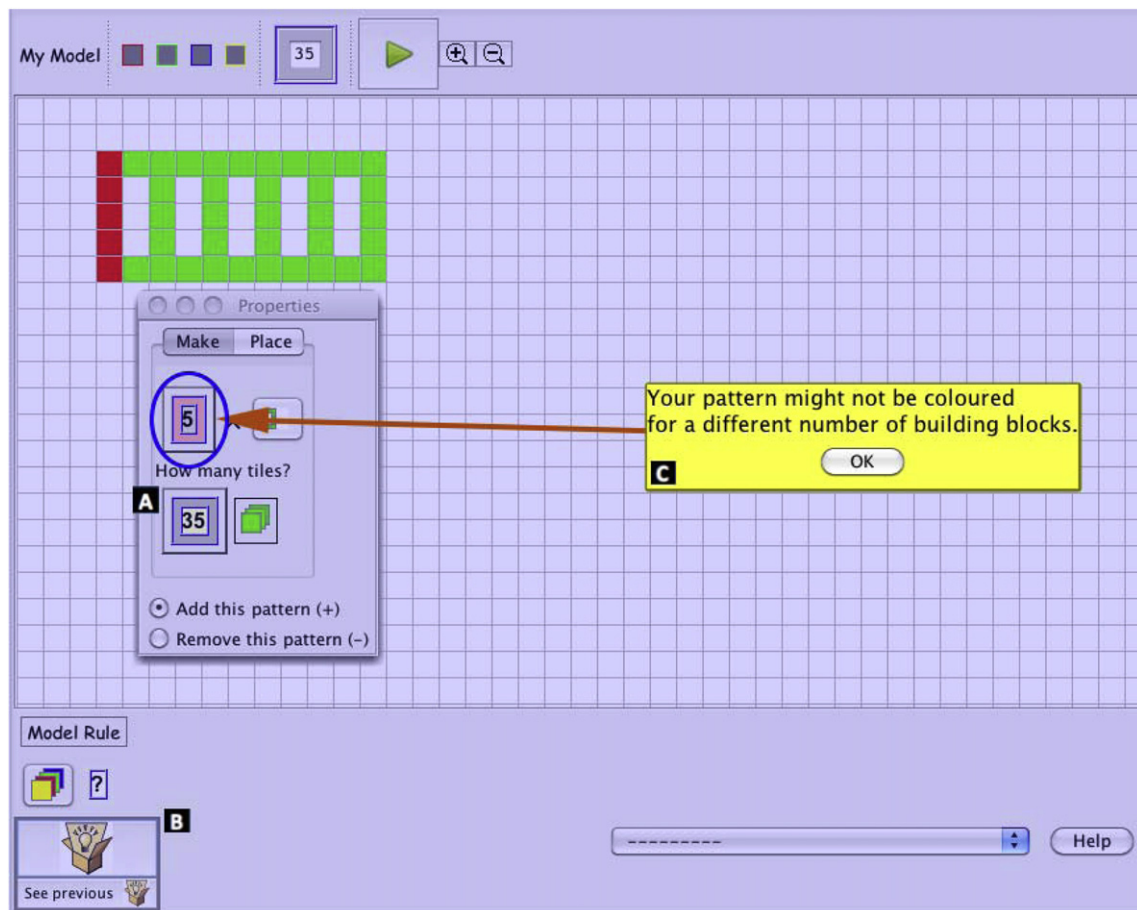 My Model
35
Properties
Make Place
5
How many tiles?
A
35
Add this pattern (+)
Remove this pattern (-)
Your pattern might not be coloured
for a different number of building blocks.
OK
C
Model Rule
?
B
See previous
---------
Help